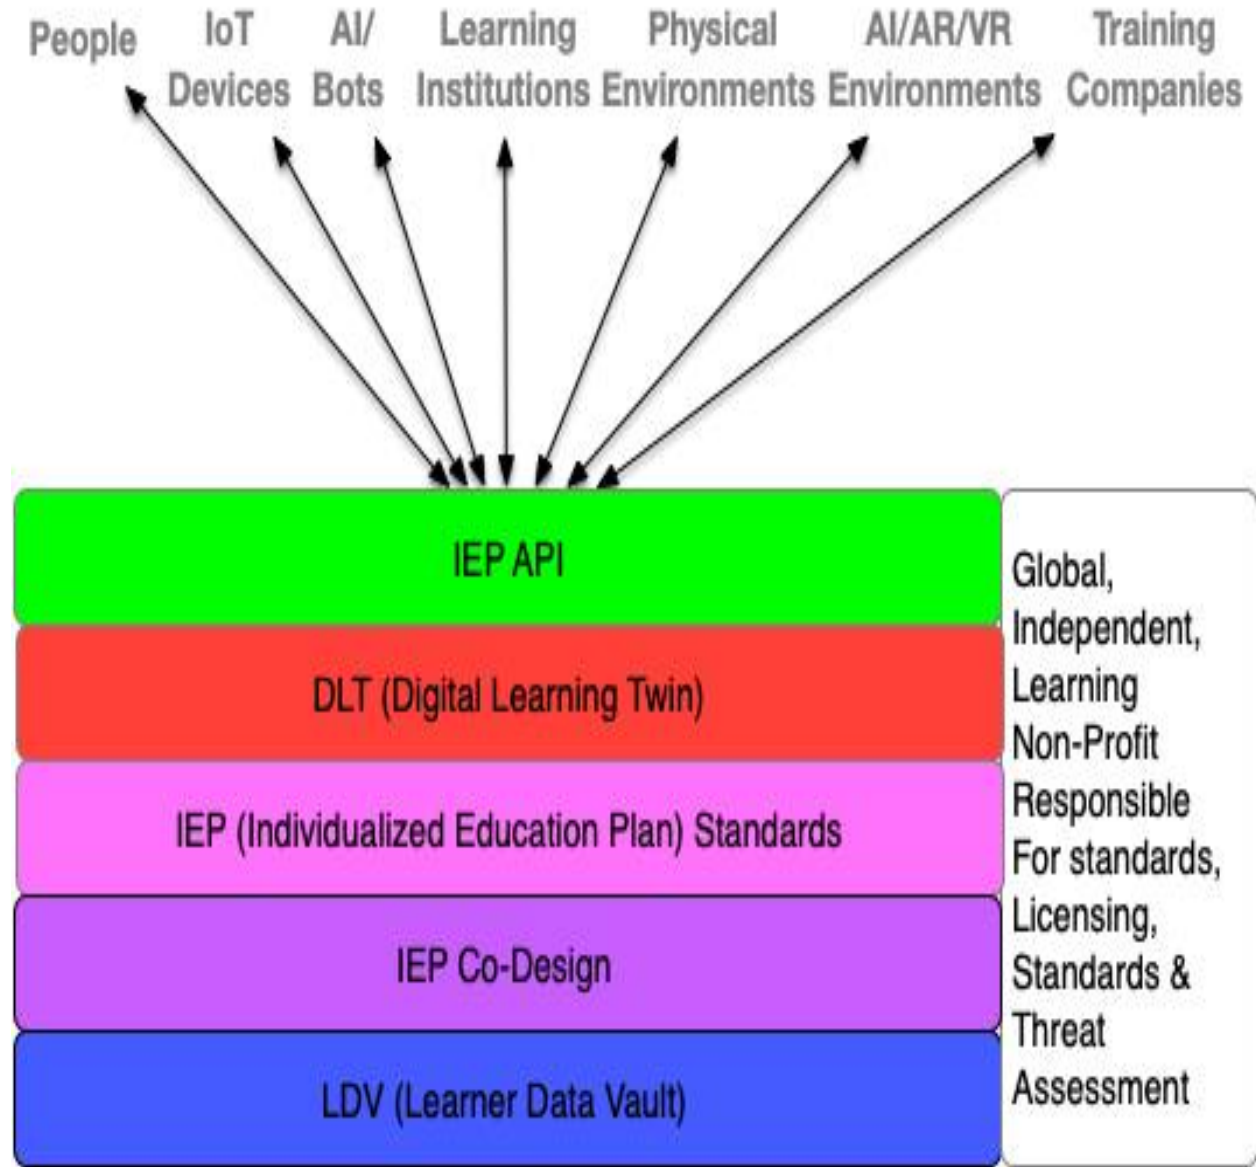 People
IoT
Devices
AI/
Bots
Learning
Institutions
Physical
Environments
AI/AR/VR
Environments
Training
Companies
IEP API
DLT (Digital Learning Twin)
IEP (Individualized Education Plan) Standards
IEP Co-Design
LDV (Learner Data Vault)
Global,
Independent,
Learning
Non-Profit
Responsible
For standards,
Licensing,
Standards &
Threat
Assessment